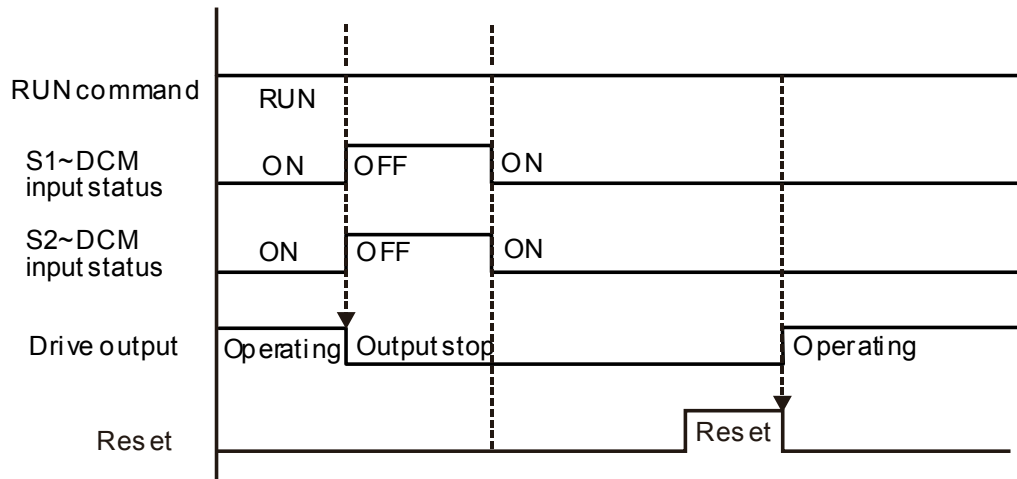 RUN command
RUN
S1~DCM
input status
ON
OFF
ON
S2~DCM
input status
ON
OFF
ON
Drive output
Operating
Output stop
Operating
Reset
Reset